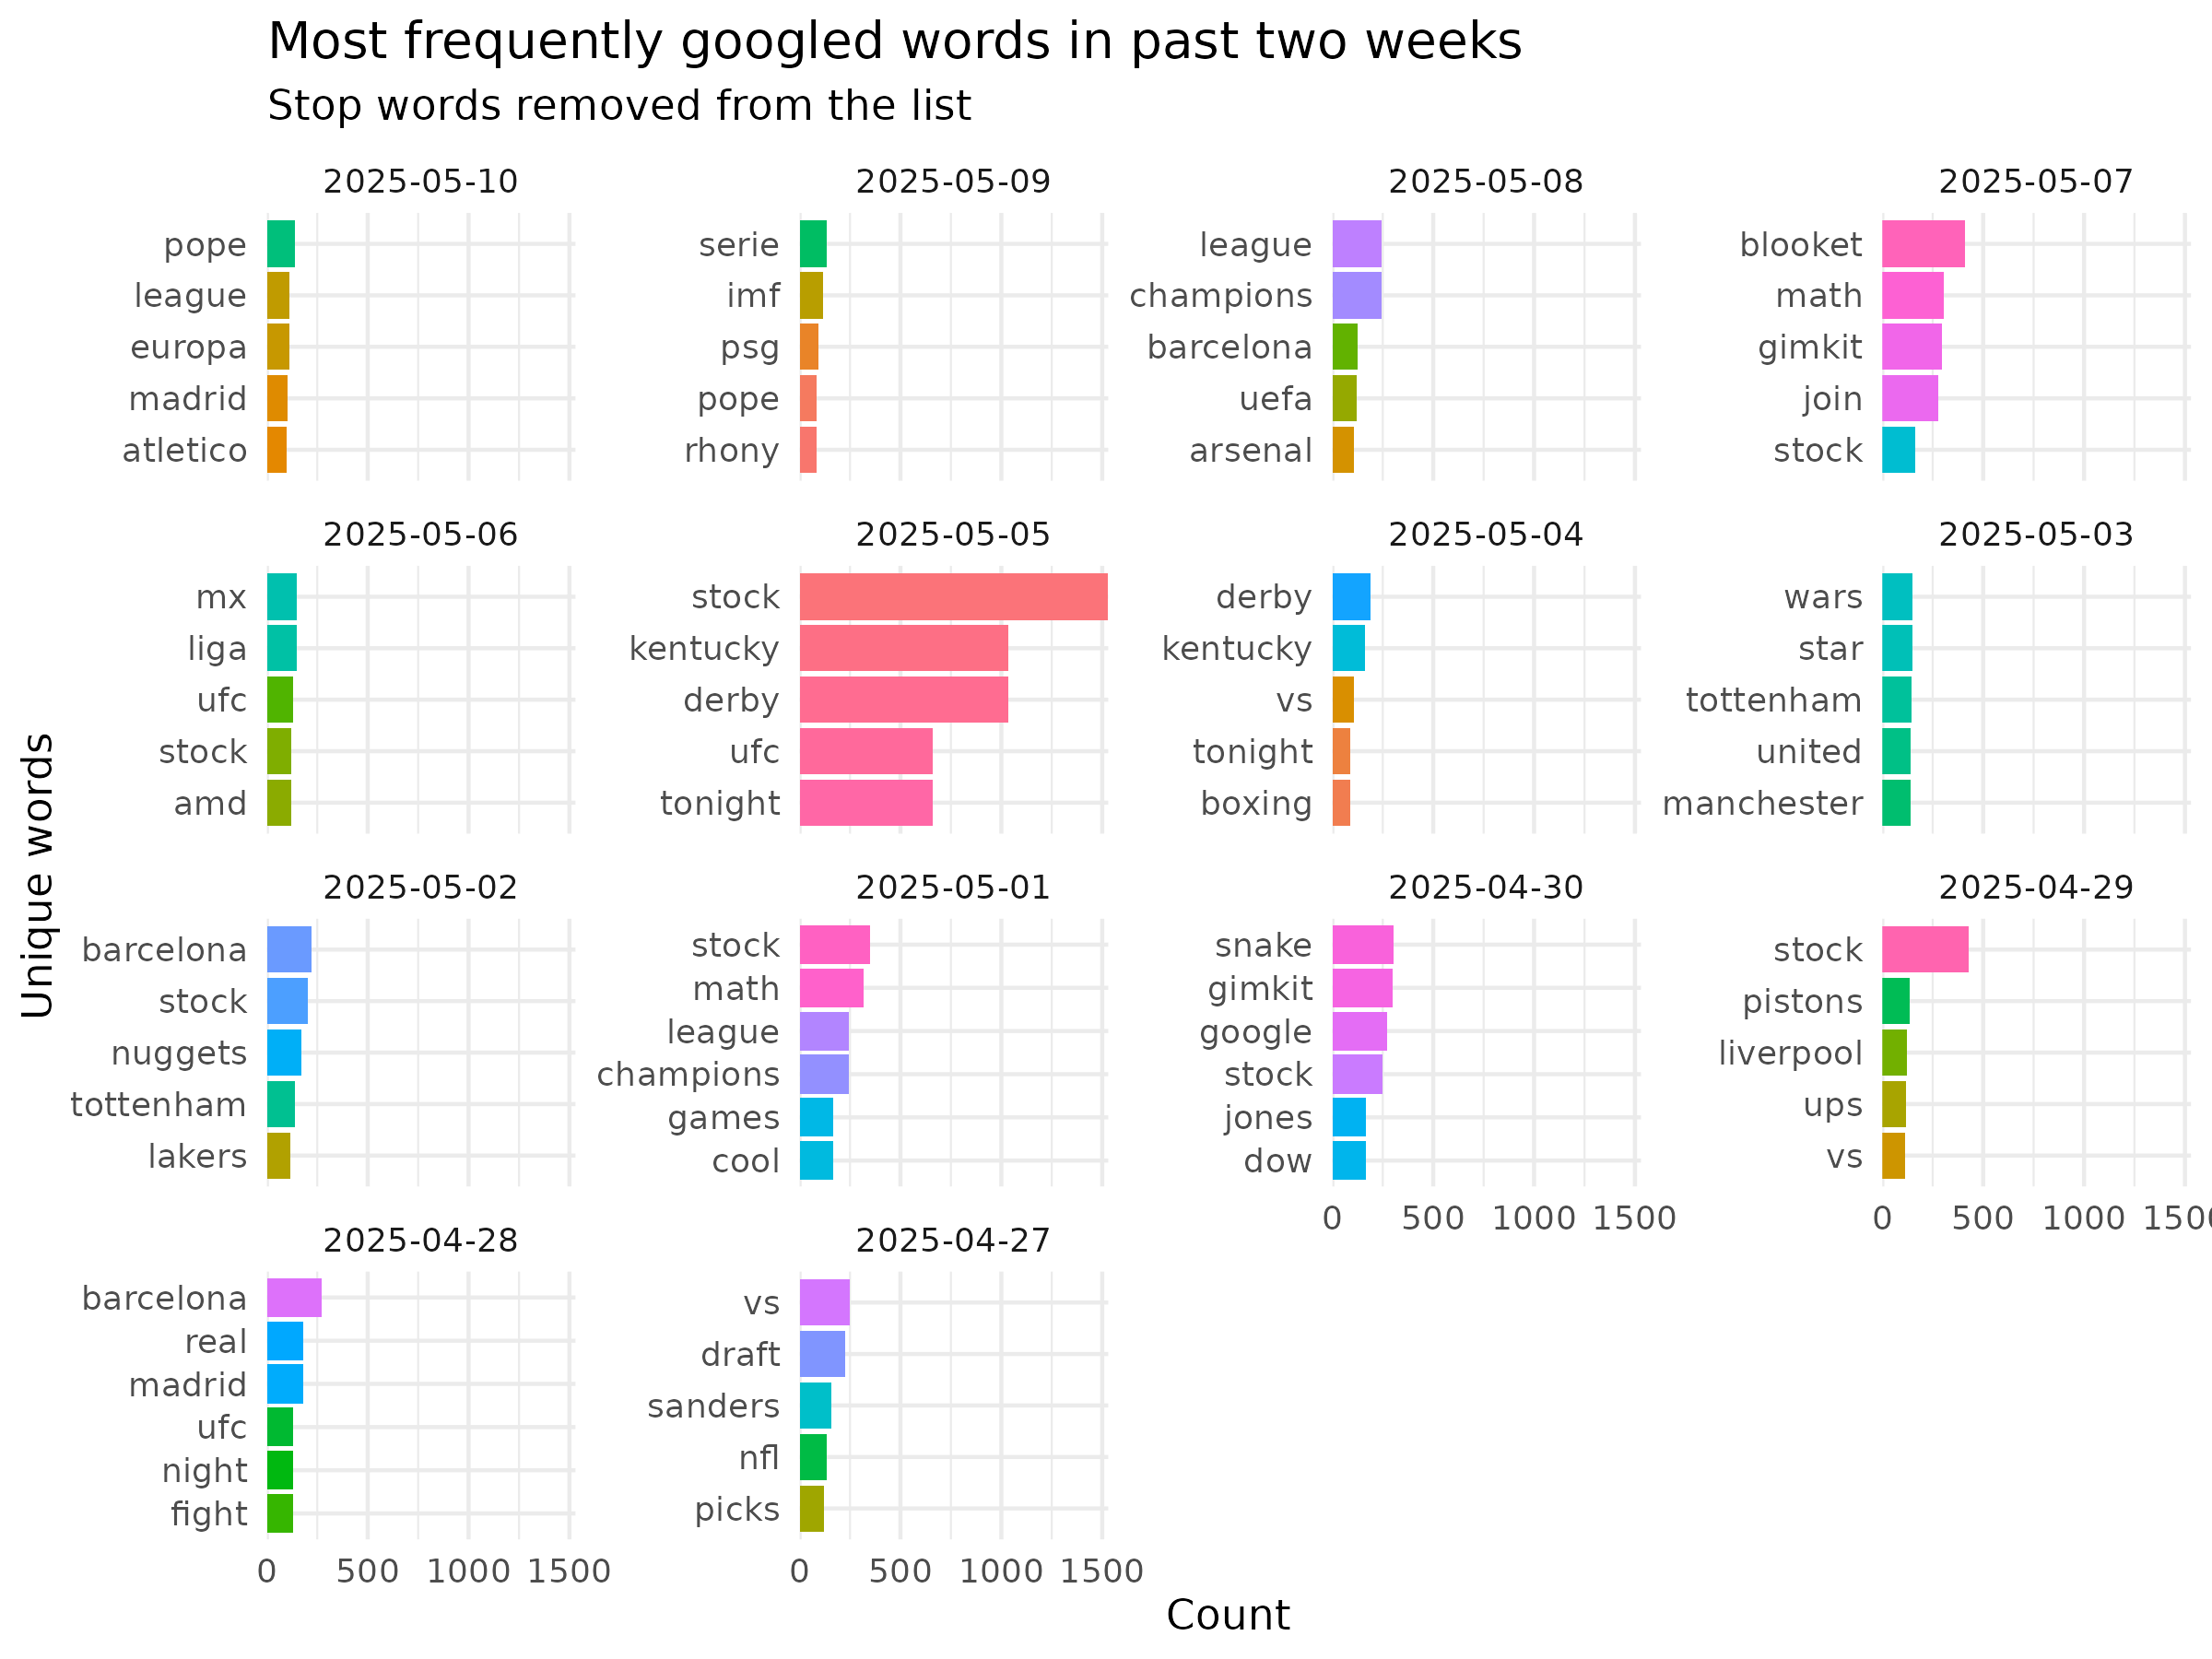 Most frequently googled words in past two weeks
Stop words removed from the list
Unique words
2025-05-10
pope
league
europa
madrid
atletico
2025-05-09
serie
imf
psg
pope
rhony
2025-05-08
league
champions
barcelona
uefa
arsenal
2025-05-07
blooket
math
gimkit
join
stock
2025-05-06
mx
liga
ufc
stock
amd
2025-05-05
stock
kentucky
derby
ufc
tonight
2025-05-04
derby
kentucky
vs
tonight
boxing
2025-05-03
wars
star
tottenham
united
manchester
2025-05-02
barcelona
stock
nuggets
tottenham
lakers
2025-05-01
stock
math
league
champions
games
cool
2025-04-30
snake
gimkit
google
stock
jones
dow
0 500 1000 1500
2025-04-29
stock
pistons
liverpool
ups
vs
0 500 1000 1500
2025-04-28
barcelona
real
madrid
ufc
night
fight
0 500 1000 1500
2025-04-27
vs
draft
sanders
nfl
picks
0 500 1000 1500
Count